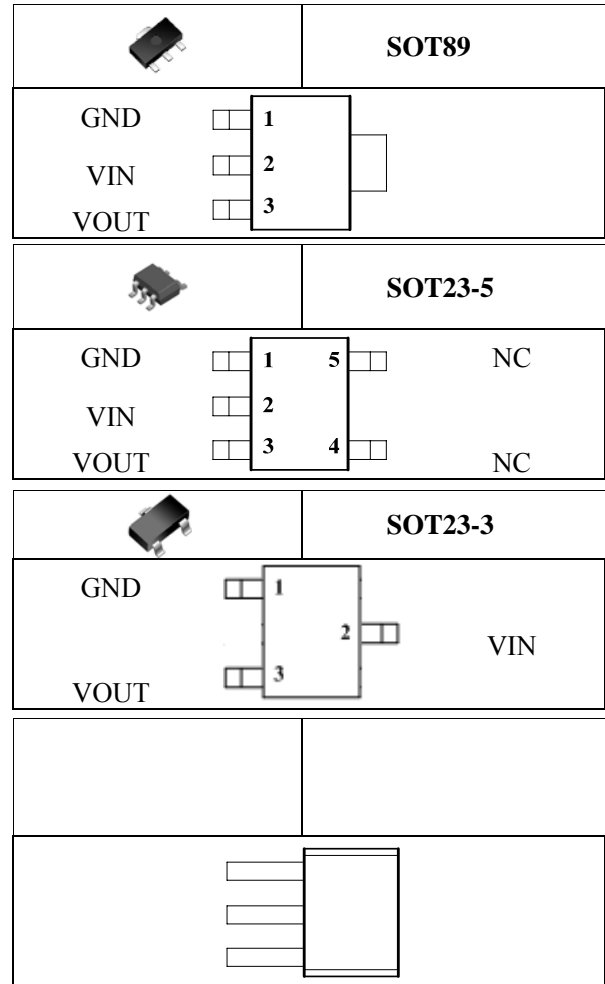 SOT89
GND 1
VIN 2
VOUT 3
SOT23-5
GND 1 5 NC
VIN 2
VOUT 3 4 NC
SOT23-3
GND 1
2 VIN
VOUT 3